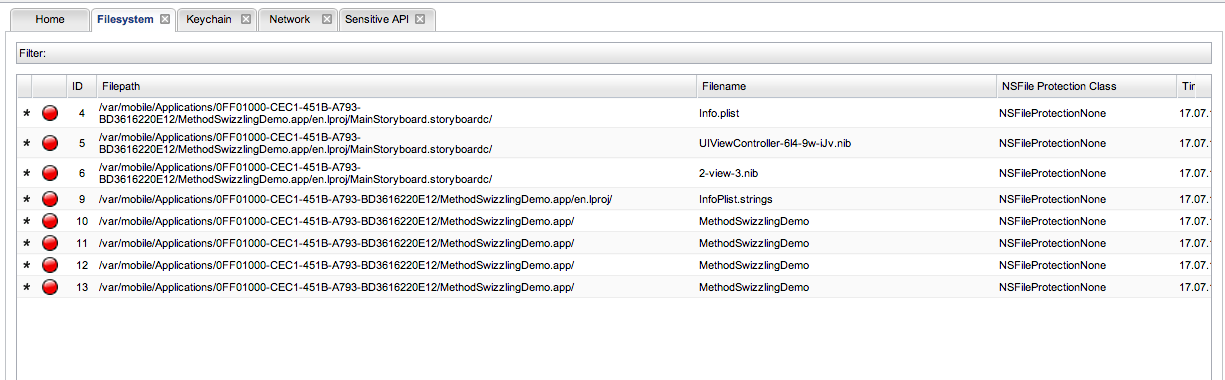 Home Filesystem Keychain Network Sensitive API
Filter:
ID Filepath Filename NSFile Protection Class Tir
* 4 /var/mobile/Applications/0FF01000-CEC1-451B-A793-
BD3616220E12/MethodSwizzlingDemo.app/en.lproj/MainStoryboard.storyboardc/ Info.plist NSFileProtectionNone 17.07.
* 5 /var/mobile/Applications/0FF01000-CEC1-451B-A793-
BD3616220E12/MethodSwizzlingDemo.app/en.lproj/MainStoryboard.storyboardc/ UIViewController-6l4-9w-iJv.nib NSFileProtectionNone 17.07.
* 6 /var/mobile/Applications/0FF01000-CEC1-451B-A793-
BD3616220E12/MethodSwizzlingDemo.app/en.lproj/MainStoryboard.storyboardc/ 2-view-3.nib NSFileProtectionNone 17.07.
* 9 /var/mobile/Applications/0FF01000-CEC1-451B-A793-BD3616220E12/MethodSwizzlingDemo.app/en.lproj/ InfoPlist.strings NSFileProtectionNone 17.07.
* 10 /var/mobile/Applications/0FF01000-CEC1-451B-A793-BD3616220E12/MethodSwizzlingDemo.app/ MethodSwizzlingDemo NSFileProtectionNone 17.07.
* 11 /var/mobile/Applications/0FF01000-CEC1-451B-A793-BD3616220E12/MethodSwizzlingDemo.app/ MethodSwizzlingDemo NSFileProtectionNone 17.07.
* 12 /var/mobile/Applications/0FF01000-CEC1-451B-A793-BD3616220E12/MethodSwizzlingDemo.app/ MethodSwizzlingDemo NSFileProtectionNone 17.07.
* 13 /var/mobile/Applications/0FF01000-CEC1-451B-A793-BD3616220E12/MethodSwizzlingDemo.app/ MethodSwizzlingDemo NSFileProtectionNone 17.07.